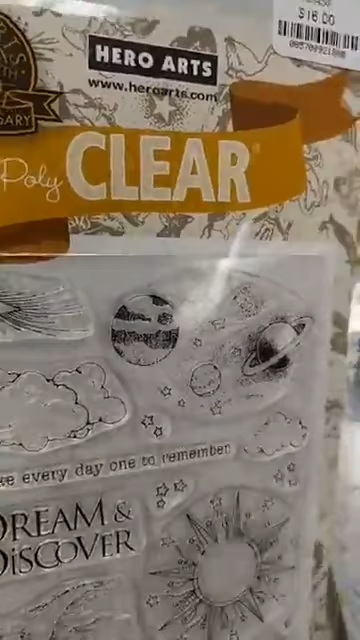 $16.00
HERO ARTS
www.heroarts.com
Poly CLEAR
every day one to remember
DREAM &
DISCOVER